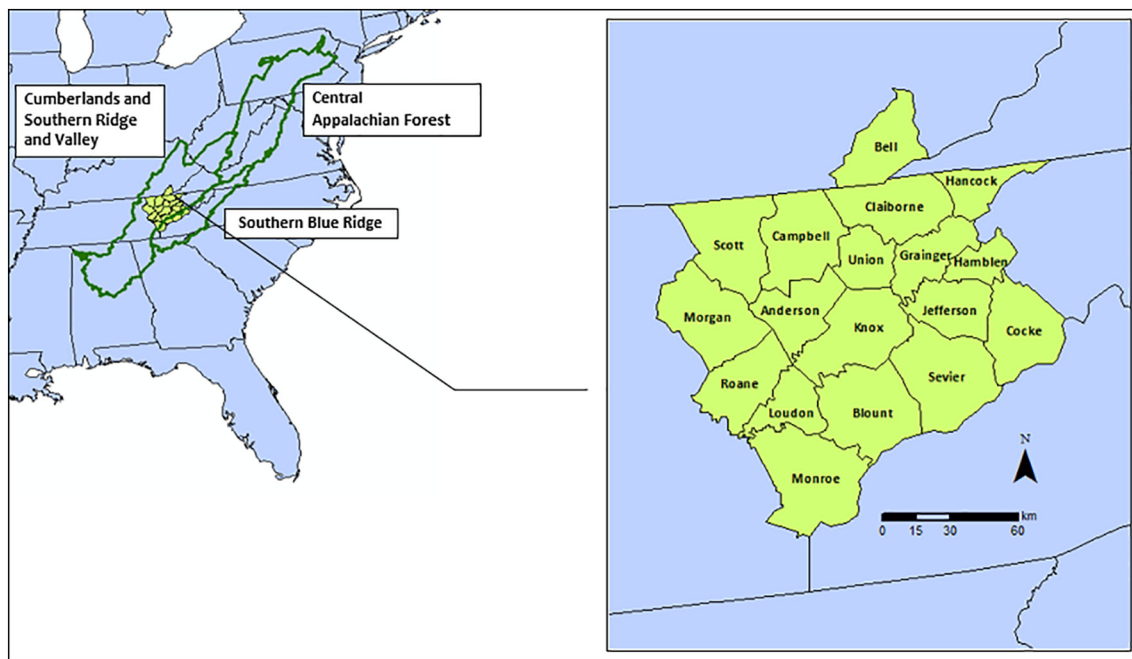 Cumberlands and
Southern Ridge
and Valley
Central
Appalachian Forest
Southern Blue Ridge
Bell
Hancock
Claiborne
Scott
Campbell
Union
Grainger
Hamblen
Morgan
Anderson
Knox
Jefferson
Cocke
Roane
Loudon
Blount
Sevier
Monroe
N
km
0 15 30 60